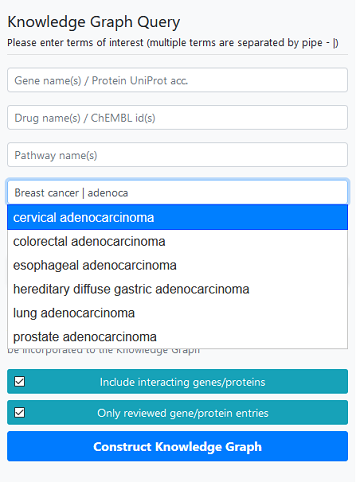 Knowledge Graph Query
Please enter terms of interest (multiple terms are separated by pipe - |)
Gene name(s) / Protein UniProt acc.
Drug name(s) / ChEMBL id(s)
Pathway name(s)
Breast cancer | adenoca
cervical adenocarcinoma
colorectal adenocarcinoma
esophageal adenocarcinoma
hereditary diffuse gastric adenocarcinoma
lung adenocarcinoma
prostate adenocarcinoma
be incorporated to the Knowledge Graph
Include interacting genes/proteins
Only reviewed gene/protein entries
Construct Knowledge Graph